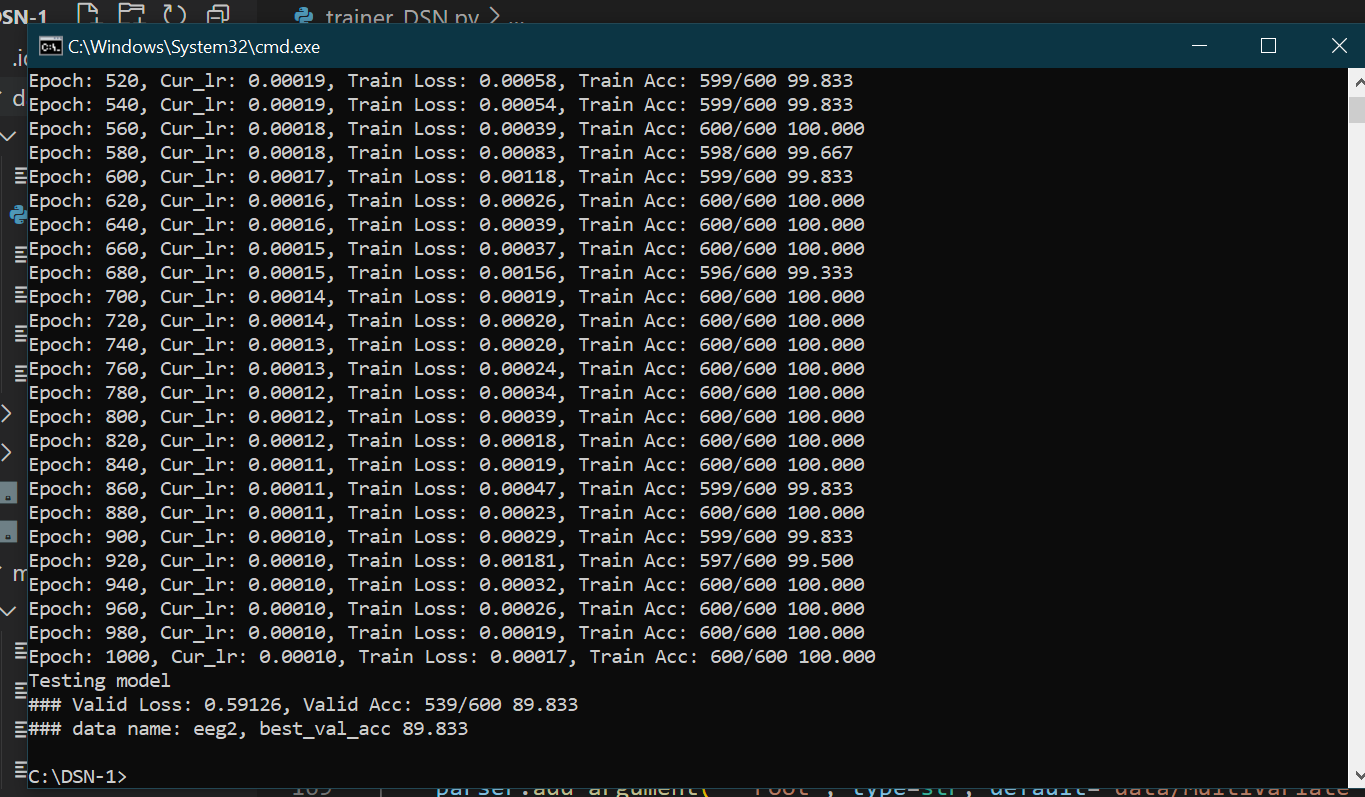 DSN-1
trainer_DSN.py > ...
C:\Windows\System32\cmd.exe
Epoch: 520, Cur_lr: 0.00019, Train Loss: 0.00058, Train Acc: 599/600 99.833
Epoch: 540, Cur_lr: 0.00019, Train Loss: 0.00054, Train Acc: 599/600 99.833
Epoch: 560, Cur_lr: 0.00018, Train Loss: 0.00039, Train Acc: 600/600 100.000
Epoch: 580, Cur_lr: 0.00018, Train Loss: 0.00083, Train Acc: 598/600 99.667
Epoch: 600, Cur_lr: 0.00017, Train Loss: 0.00118, Train Acc: 599/600 99.833
Epoch: 620, Cur_lr: 0.00016, Train Loss: 0.00026, Train Acc: 600/600 100.000
Epoch: 640, Cur_lr: 0.00016, Train Loss: 0.00039, Train Acc: 600/600 100.000
Epoch: 660, Cur_lr: 0.00015, Train Loss: 0.00037, Train Acc: 600/600 100.000
Epoch: 680, Cur_lr: 0.00015, Train Loss: 0.00156, Train Acc: 596/600 99.333
Epoch: 700, Cur_lr: 0.00014, Train Loss: 0.00019, Train Acc: 600/600 100.000
Epoch: 720, Cur_lr: 0.00014, Train Loss: 0.00020, Train Acc: 600/600 100.000
Epoch: 740, Cur_lr: 0.00013, Train Loss: 0.00020, Train Acc: 600/600 100.000
Epoch: 760, Cur_lr: 0.00013, Train Loss: 0.00024, Train Acc: 600/600 100.000
Epoch: 780, Cur_lr: 0.00012, Train Loss: 0.00034, Train Acc: 600/600 100.000
Epoch: 800, Cur_lr: 0.00012, Train Loss: 0.00039, Train Acc: 600/600 100.000
Epoch: 820, Cur_lr: 0.00012, Train Loss: 0.00018, Train Acc: 600/600 100.000
Epoch: 840, Cur_lr: 0.00011, Train Loss: 0.00019, Train Acc: 600/600 100.000
Epoch: 860, Cur_lr: 0.00011, Train Loss: 0.00047, Train Acc: 599/600 99.833
Epoch: 880, Cur_lr: 0.00011, Train Loss: 0.00023, Train Acc: 600/600 100.000
Epoch: 900, Cur_lr: 0.00010, Train Loss: 0.00029, Train Acc: 599/600 99.833
Epoch: 920, Cur_lr: 0.00010, Train Loss: 0.00181, Train Acc: 597/600 99.500
Epoch: 940, Cur_lr: 0.00010, Train Loss: 0.00032, Train Acc: 600/600 100.000
Epoch: 960, Cur_lr: 0.00010, Train Loss: 0.00026, Train Acc: 600/600 100.000
Epoch: 980, Cur_lr: 0.00010, Train Loss: 0.00019, Train Acc: 600/600 100.000
Epoch: 1000, Cur_lr: 0.00010, Train Loss: 0.00017, Train Acc: 600/600 100.000
Testing model
### Valid Loss: 0.59126, Valid Acc: 539/600 89.833
### data name: eeg2, best_val_acc 89.833
C:\DSN-1>